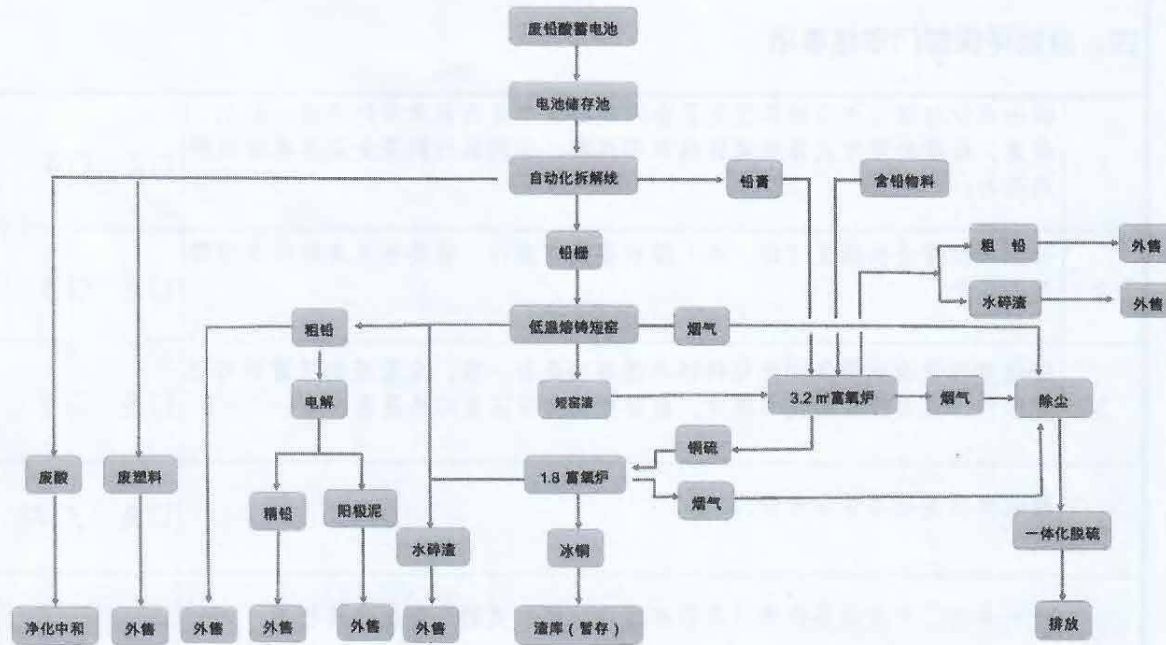 废铅酸蓄电池
电池储存池
自动化拆解线
铅膏
含铅物料
铅栅
粗 铅
外售
水碎渣
外售
粗铅
低温熔铸短窑
烟气
电解
短窑渣
3.2㎡富氧炉
烟气
除尘
铜硫
废酸
废塑料
1.8富氧炉
烟气
精铅
阳极泥
水碎渣
冰铜
一体化脱硫
净化中和
外售
外售
外售
外售
外售
渣库（暂存）
排放